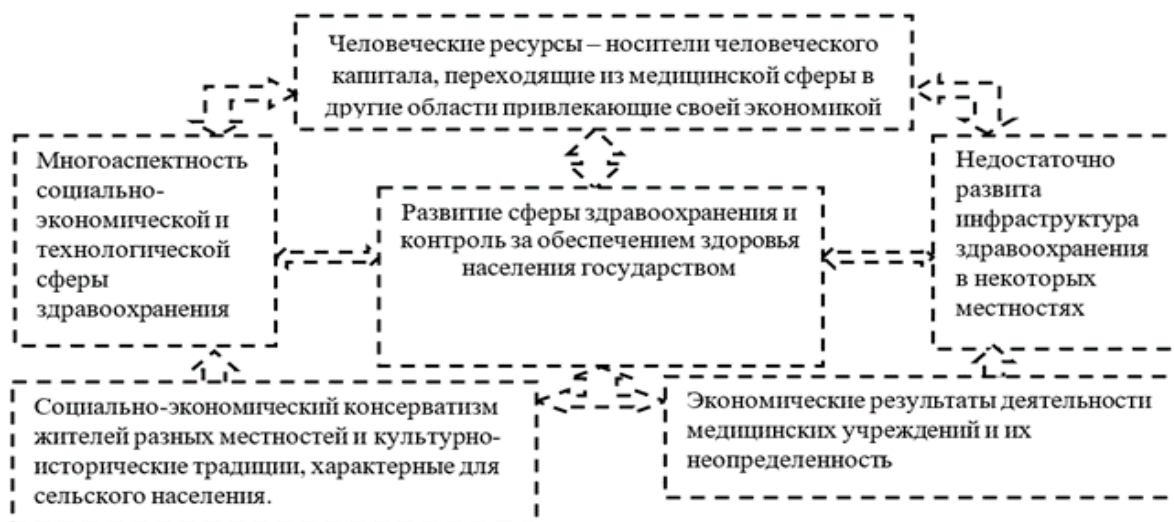 Человеческие ресурсы – носители человеческого
капитала, переходящие из медицинской сферы в
другие области привлекающие своей экономикой
Многоаспектность
социально-
экономической и
технологической
сферы
здравоохранения
Развитие сферы здравоохранения и
контроль за обеспечением здоровья
населения государством
Недостаточно
развита
инфраструктура
здравоохранения
в некоторых
местностях
Социально-экономический консерватизм
жителей разных местностей и культурно-
исторические традиции, характерные для
сельского населения.
Экономические результаты деятельности
медицинских учреждений и их
неопределенность